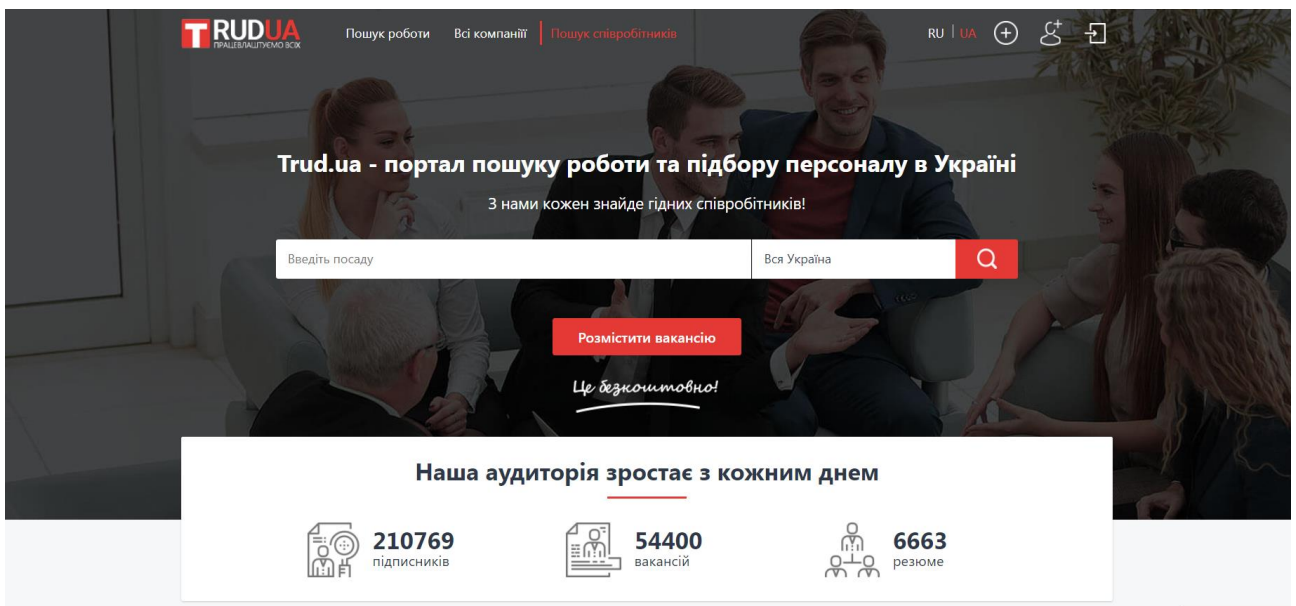 TRUDUA
ПРАЦЕВЛАШТУЄМО ВСІХ
Пошук роботи
Всі компанії
Пошук співробітників
RU | UA
Trud.ua - портал пошуку роботи та підбору персоналу в Україні
З нами кожен знайде гідних співробітників!
Введіть посаду
Вся Україна
Розмістити вакансію
Це безкоштовно!
Наша аудиторія зростає з кожним днем
210769
підписників
54400
вакансій
6663
резюме